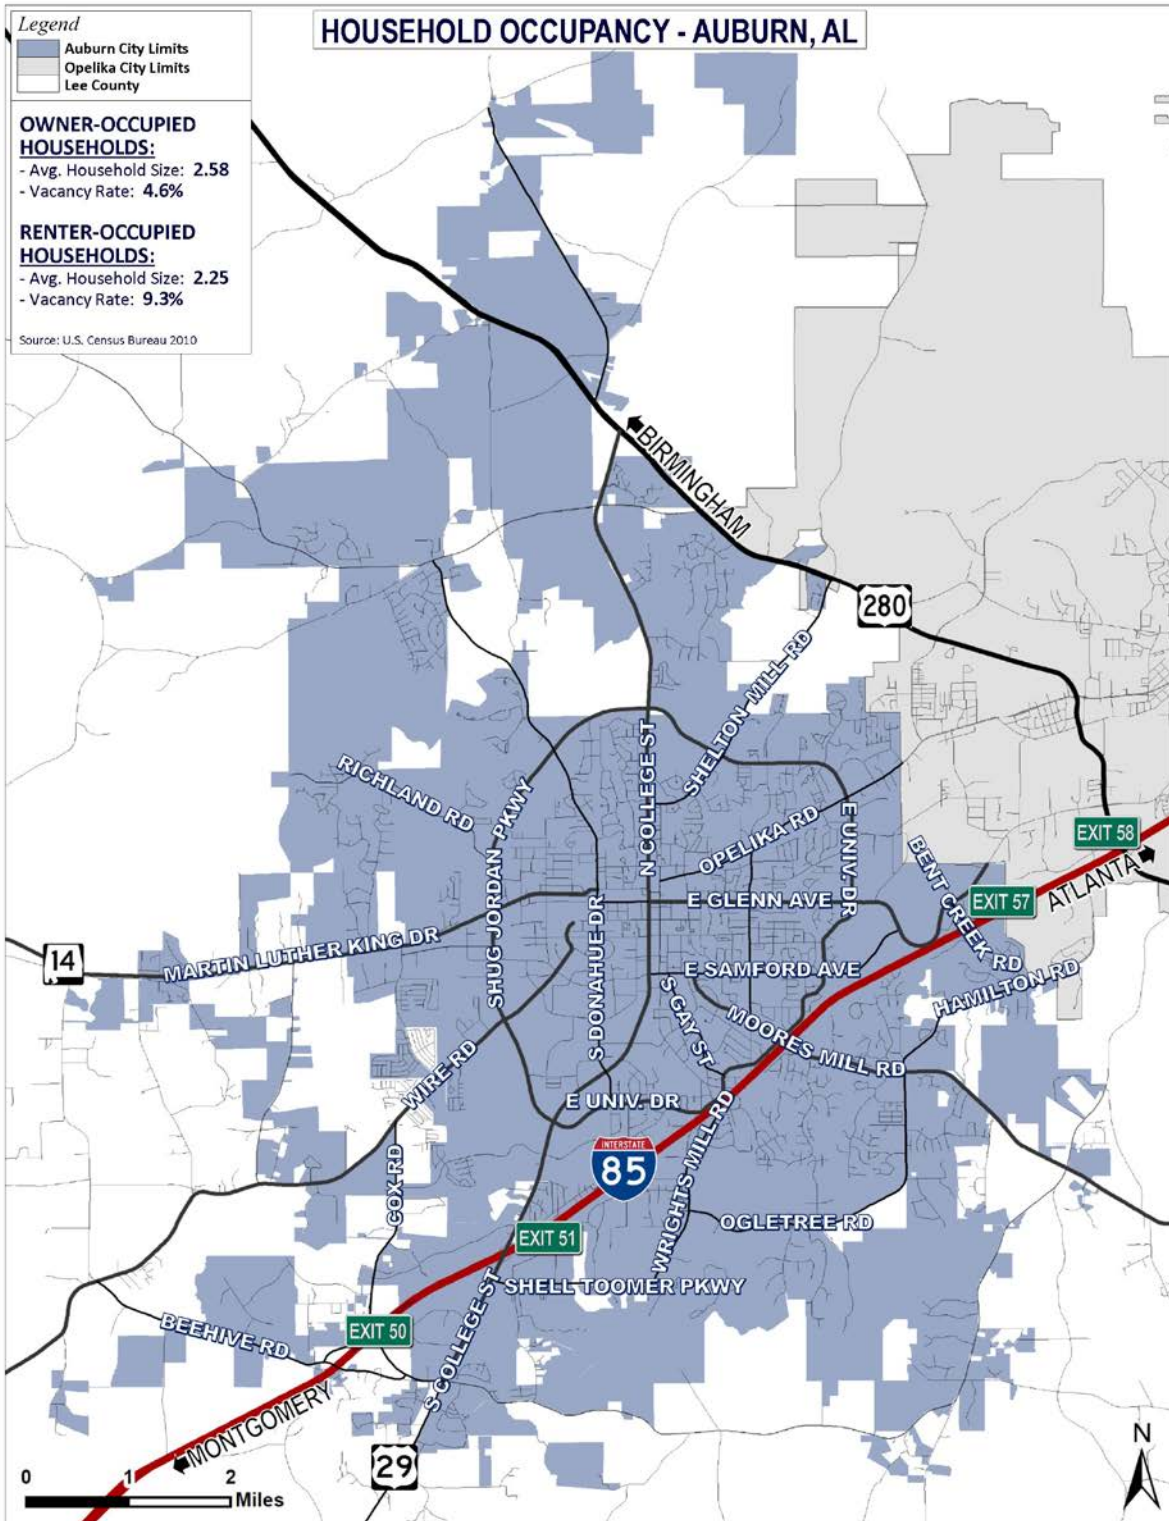 HOUSEHOLD OCCUPANCY - AUBURN, AL
Legend
Auburn City Limits
Opelika City Limits
Lee County
OWNER-OCCUPIED
HOUSEHOLDS:
- Avg. Household Size: 2.58
- Vacancy Rate: 4.6%
RENTER-OCCUPIED
HOUSEHOLDS:
- Avg. Household Size: 2.25
- Vacancy Rate: 9.3%
Source: U.S. Census Bureau 2010
BIRMINGHAM
280
SHELTON MILL RD
N COLLEGE ST
RICHLAND RD
SHUG JORDAN PKWY
OPELIKA RD
E UNIV. DR
EXIT 58
ATLANTA
BENT CREEK RD
EXIT 57
E GLENN AVE
14
MARTIN LUTHER KING DR
S DONAHUE DR
E SAMFORD AVE
HAMILTON RD
S GAY ST
MOORES MILL RD
WIRE RD
E UNIV. DR
INTERSTATE
85
WRIGHTS MILL RD
COX RD
OGLETREE RD
EXIT 51
SHELL TOOMER PKWY
BEEHIVE RD
EXIT 50
S COLLEGE ST
MONTGOMERY
29
N
0 1 2
Miles